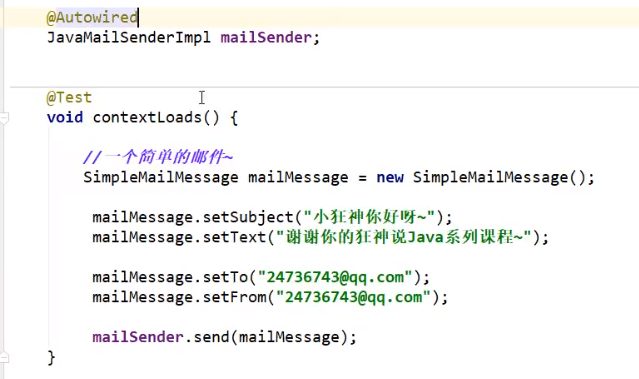 @Autowired
JavaMailSenderImpl mailSender;
@Test
void contextLoads() {
//一个简单的邮件~
SimpleMailMessage mailMessage = new SimpleMailMessage();
mailMessage.setSubject("小狂神你好呀~");
mailMessage.setText("谢谢你的狂神说Java系列课程~");
mailMessage.setTo("24736743@qq.com");
mailMessage.setFrom("24736743@qq.com");
mailSender.send(mailMessage);
}